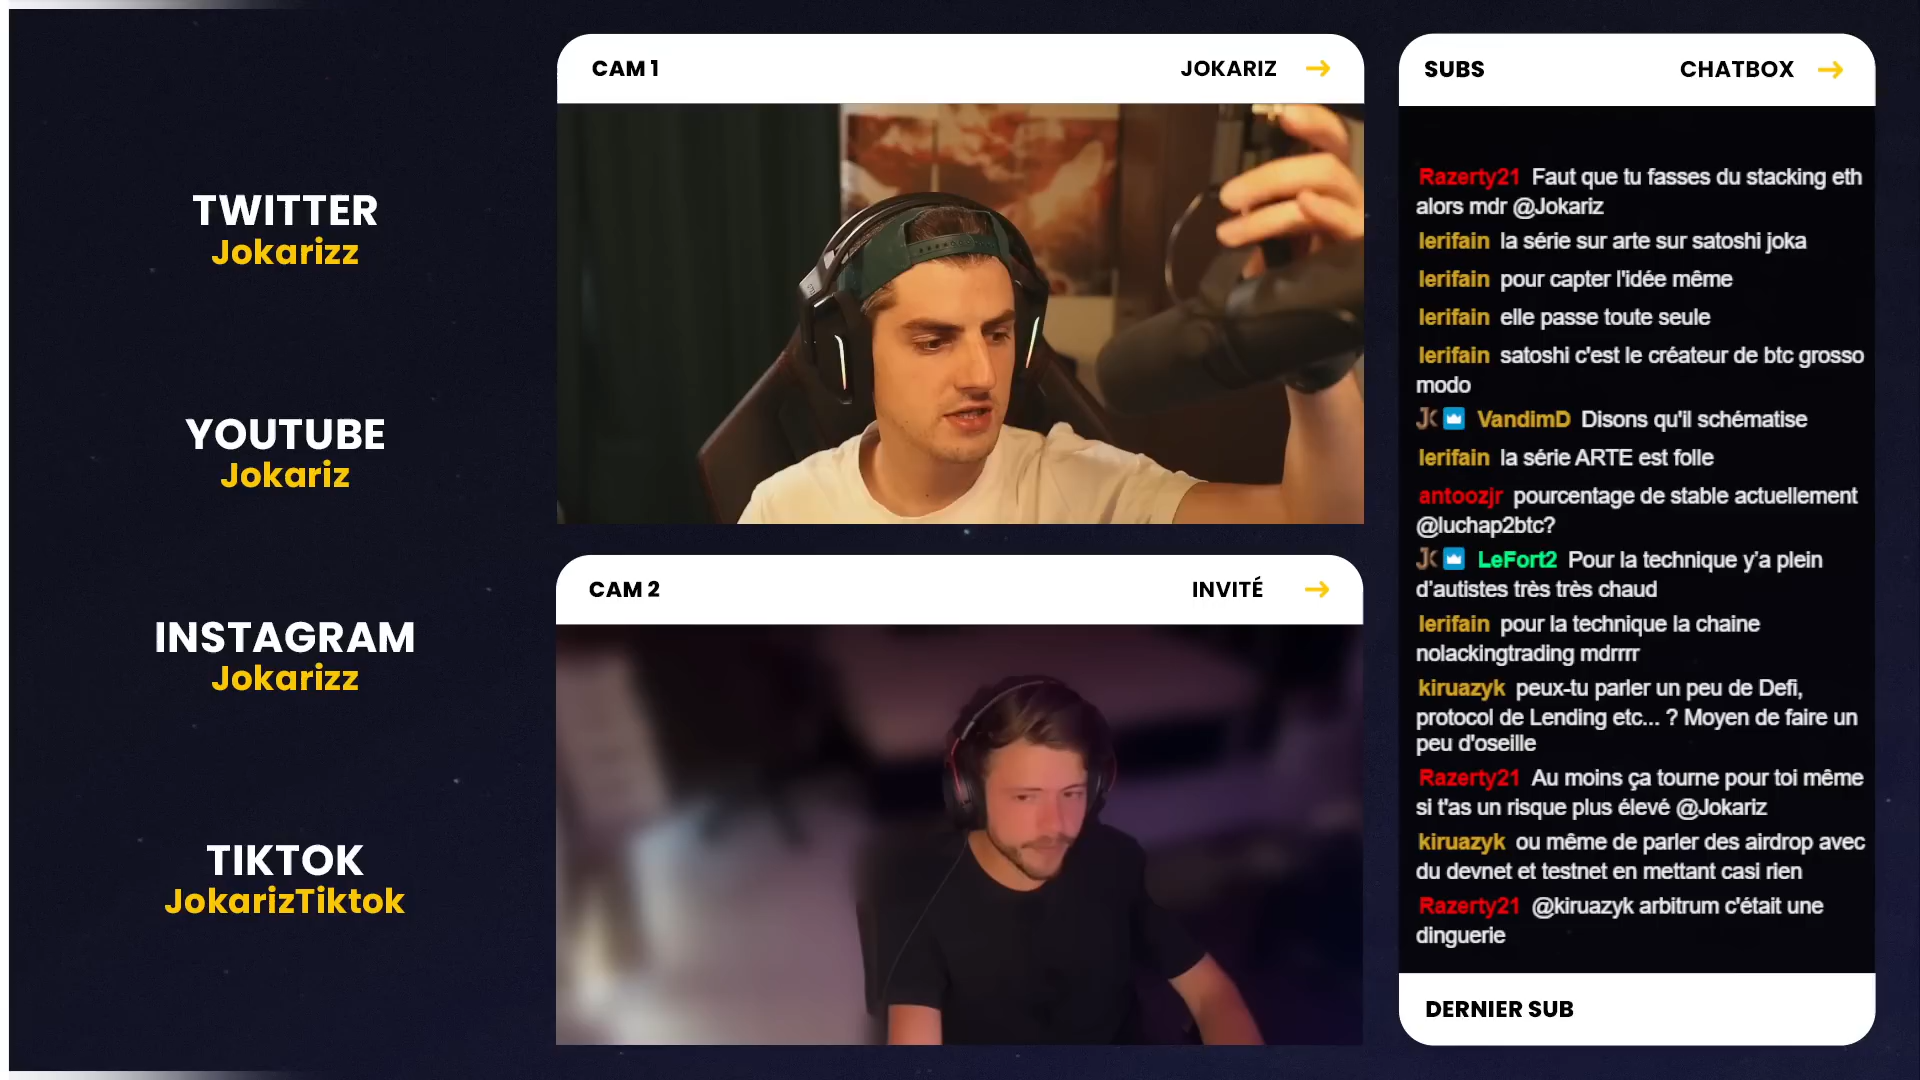 TWITTER
Jokarizz
YOUTUBE
Jokariz
INSTAGRAM
Jokarizz
TIKTOK
JokarizTiktok
CAM 1 JOKARIZ
CAM 2 INVITÉ
SUBS CHATBOX
Razerty21 Faut que tu fasses du stacking eth
alors mdr @Jokariz
lerifain la série sur arte sur satoshi joka
lerifain pour capter l'idée même
lerifain elle passe toute seule
lerifain satoshi c'est le créateur de btc grosso
modo
JK VandimD Disons qu'il schématise
lerifain la série ARTE est folle
antoozjr pourcentage de stable actuellement
@luchap2btc?
JK LeFort2 Pour la technique y'a plein
d'autistes très très chaud
lerifain pour la technique la chaine
nolackingtrading mdrrrr
kiruazyk peux-tu parler un peu de Defi,
protocol de Lending etc... ? Moyen de faire un
peu d'oseille
Razerty21 Au moins ça tourne pour toi même
si t'as un risque plus élevé @Jokariz
kiruazyk ou même de parler des airdrop avec
du devnet et testnet en mettant casi rien
Razerty21 @kiruazyk arbitrum c'était une
dinguerie
DERNIER SUB